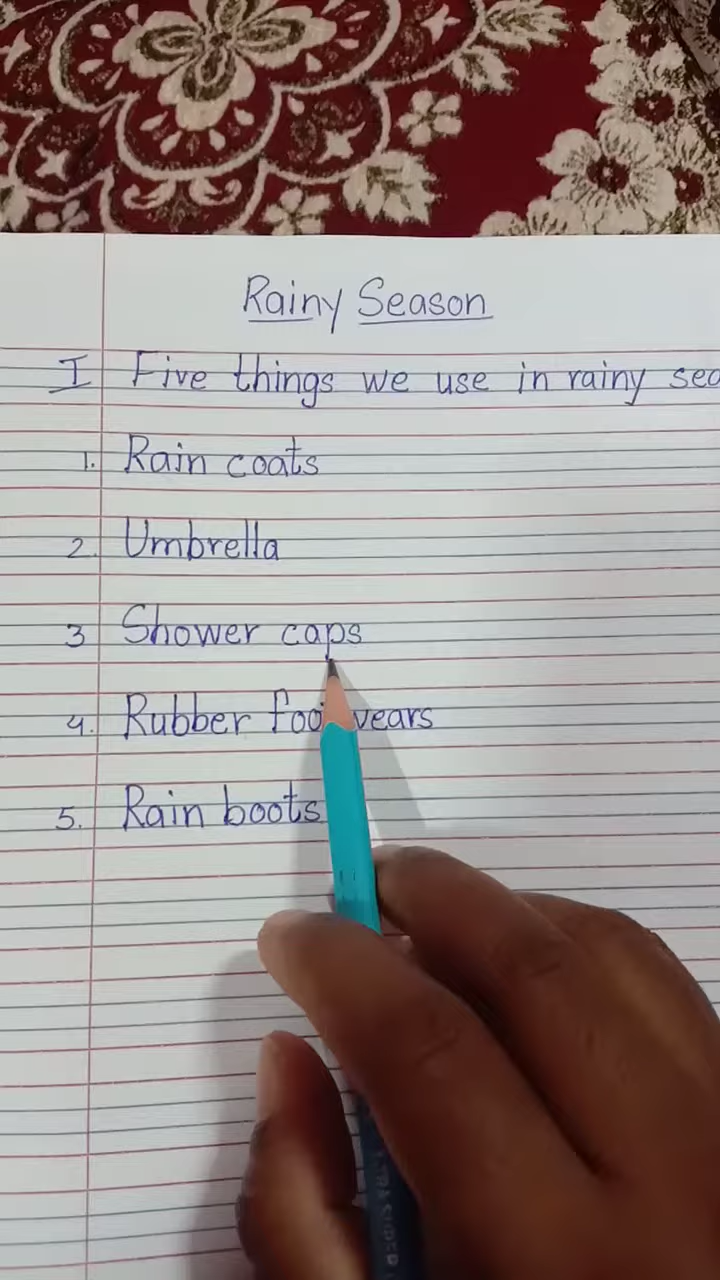 Rainy Season
I Five things we use in rainy sea
1. Rain coats
2. Umbrella
3 Shower caps
4. Rubber foo wears
5. Rain boots